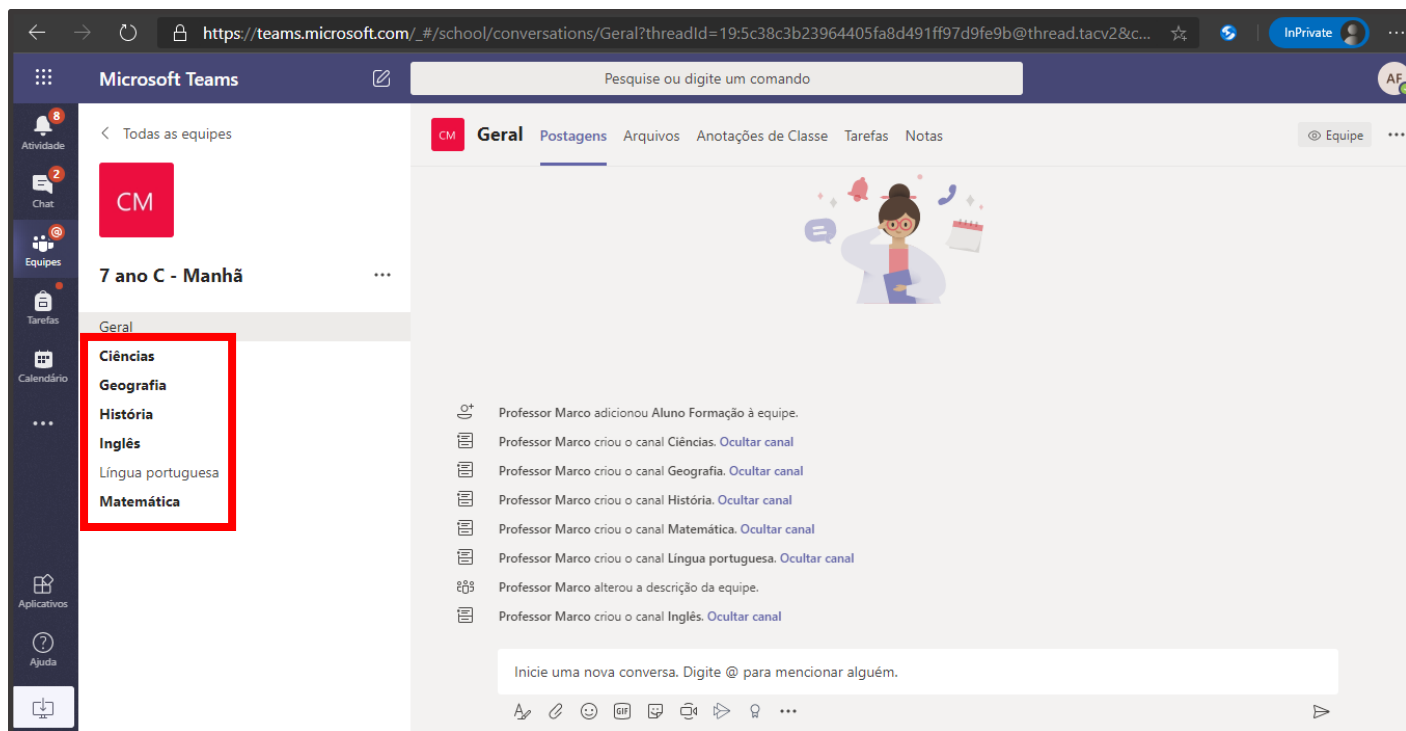 https://teams.microsoft.com/_#/school/conversations/Geral?threadId=19:5c38c3b23964405fa8d491ff97d9fe9b@thread.tacv2&c...
InPrivate
Microsoft Teams
Pesquise ou digite um comando
AF
8
Atividade
2
Chat
@
Equipes
Tarefas
Calendário
Aplicativos
Ajuda
Todas as equipes
CM
7 ano C - Manhã
Geral
Ciências
Geografia
História
Inglês
Língua portuguesa
Matemática
CM Geral Postagens Arquivos Anotações de Classe Tarefas Notas
Equipe
Professor Marco adicionou Aluno Formação à equipe.
Professor Marco criou o canal Ciências. Ocultar canal
Professor Marco criou o canal Geografia. Ocultar canal
Professor Marco criou o canal História. Ocultar canal
Professor Marco criou o canal Matemática. Ocultar canal
Professor Marco criou o canal Língua portuguesa. Ocultar canal
Professor Marco alterou a descrição da equipe.
Professor Marco criou o canal Inglês. Ocultar canal
Inicie uma nova conversa. Digite @ para mencionar alguém.
GIF